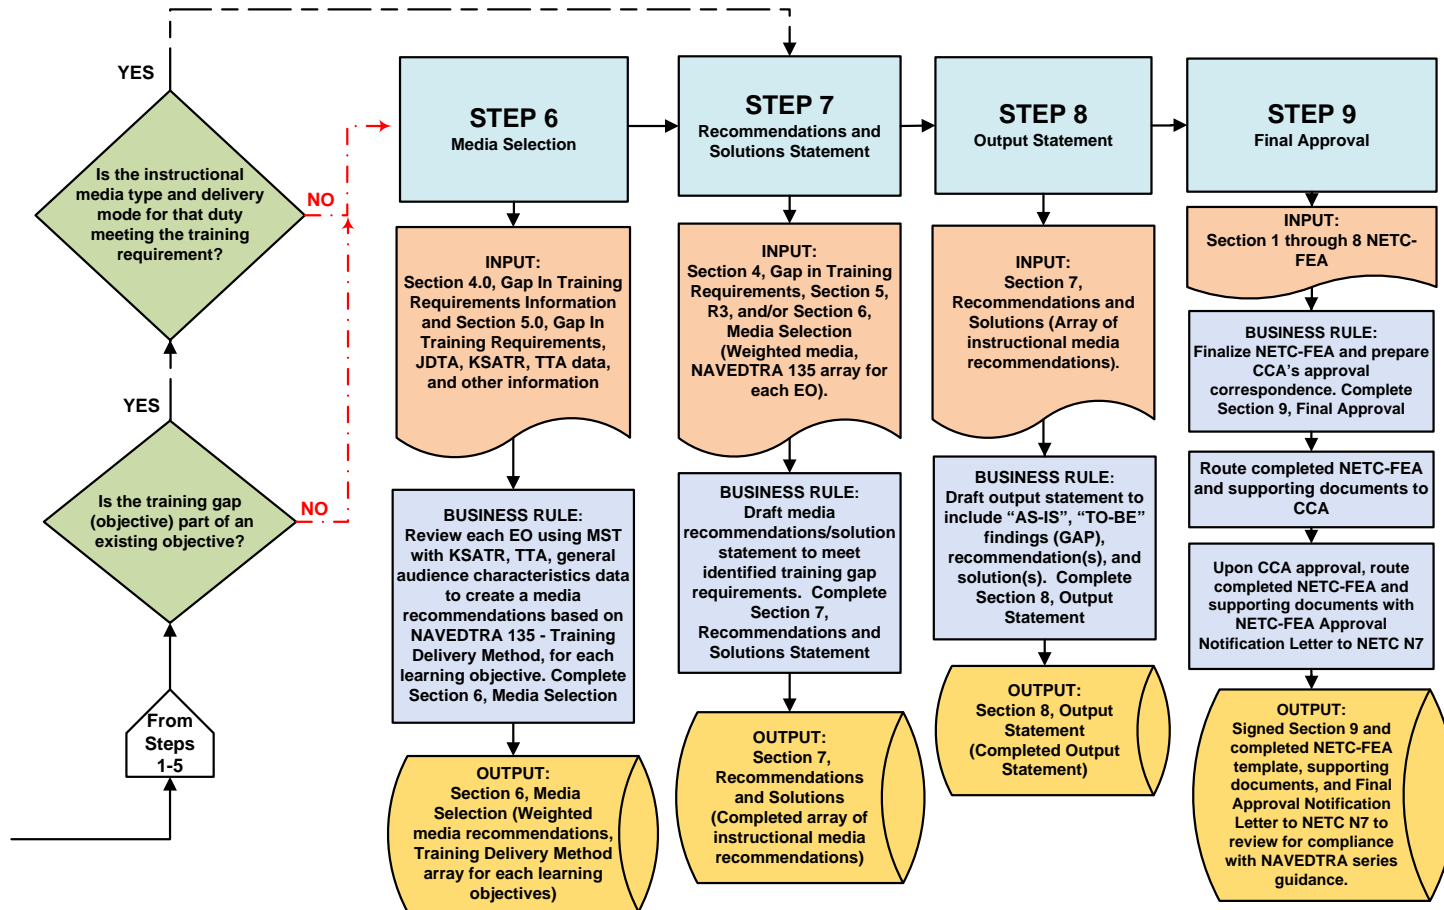 YES
Is the instructional
media type and delivery
mode for that duty
meeting the training
requirement?
NO
YES
Is the training gap
(objective) part of an
existing objective?
NO
From
Steps
1-5
STEP 6
Media Selection
INPUT:
Section 4.0, Gap In Training
Requirements Information
and Section 5.0, Gap In
Training Requirements,
JDTA, KSATR, TTA data,
and other information
BUSINESS RULE:
Review each EO using MST
with KSATR, TTA, general
audience characteristics data
to create a media
recommendations based on
NAVEDTRA 135 - Training
Delivery Method, for each
learning objective. Complete
Section 6, Media Selection
OUTPUT:
Section 6, Media
Selection (Weighted
media recommendations,
Training Delivery Method
array for each learning
objectives)
STEP 7
Recommendations and
Solutions Statement
INPUT:
Section 4, Gap in Training
Requirements, Section 5,
R3, and/or Section 6,
Media Selection
(Weighted media,
NAVEDTRA 135 array for
each EO).
BUSINESS RULE:
Draft media
recommendations/solution
statement to meet
identified training gap
requirements.  Complete
Section 7,
Recommendations and
Solutions Statement
OUTPUT:
Section 7,
Recommendations
and Solutions
(Completed array of
instructional media
recommendations)
STEP 8
Output Statement
INPUT:
Section 7,
Recommendations and
Solutions (Array of
instructional media
recommendations).
BUSINESS RULE:
Draft output statement to
include “AS-IS”, “TO-BE”
findings (GAP),
recommendation(s), and
solution(s).  Complete
Section 8, Output
Statement
OUTPUT:
Section 8, Output
Statement
(Completed Output
Statement)
STEP 9
Final Approval
INPUT:
Section 1 through 8 NETC-
FEA
BUSINESS RULE:
Finalize NETC-FEA and prepare
CCA’s approval
correspondence. Complete
Section 9, Final Approval
Route completed NETC-FEA
and supporting documents to
CCA
Upon CCA approval, route
completed NETC-FEA and
supporting documents with
NETC-FEA Approval
Notification Letter to NETC N7
OUTPUT:
Signed Section 9 and
completed NETC-FEA
template, supporting
documents, and Final
Approval Notification
Letter to NETC N7 to
review for compliance
with NAVEDTRA series
guidance.